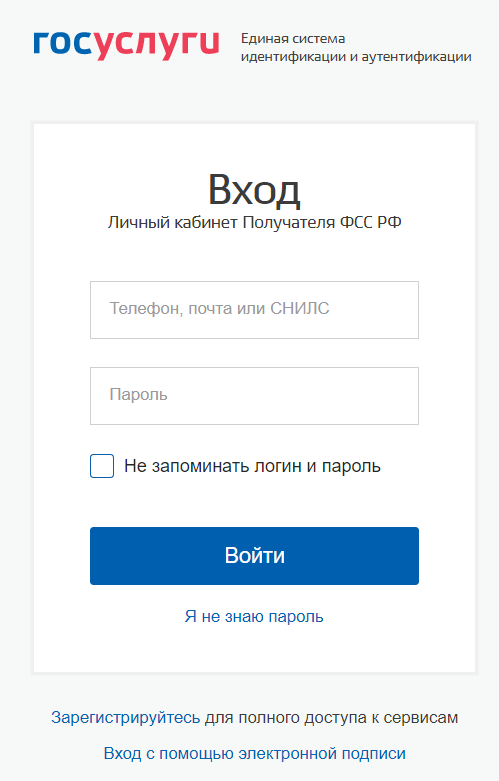 госуслуги
Единая система
идентификации и аутентификации
Вход
Личный кабинет Получателя ФСС РФ
Телефон, почта или СНИЛС
Пароль
Не запоминать логин и пароль
Войти
Я не знаю пароль
Зарегистрируйтесь для полного доступа к сервисам
Вход с помощью электронной подписи